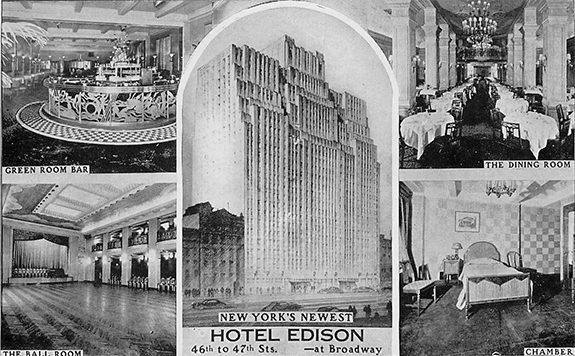 GREEN ROOM BAR
THE DINING ROOM
NEW YORK'S NEWEST
HOTEL EDISON
46th to 47th Sts. —at Broadway
THE BALL ROOM
CHAMBER